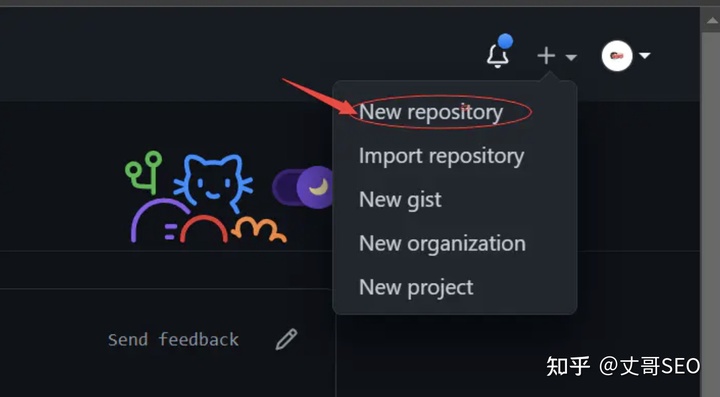 New repository
Import repository
New gist
New organization
New project
Send feedback
知乎 @丈哥SEO